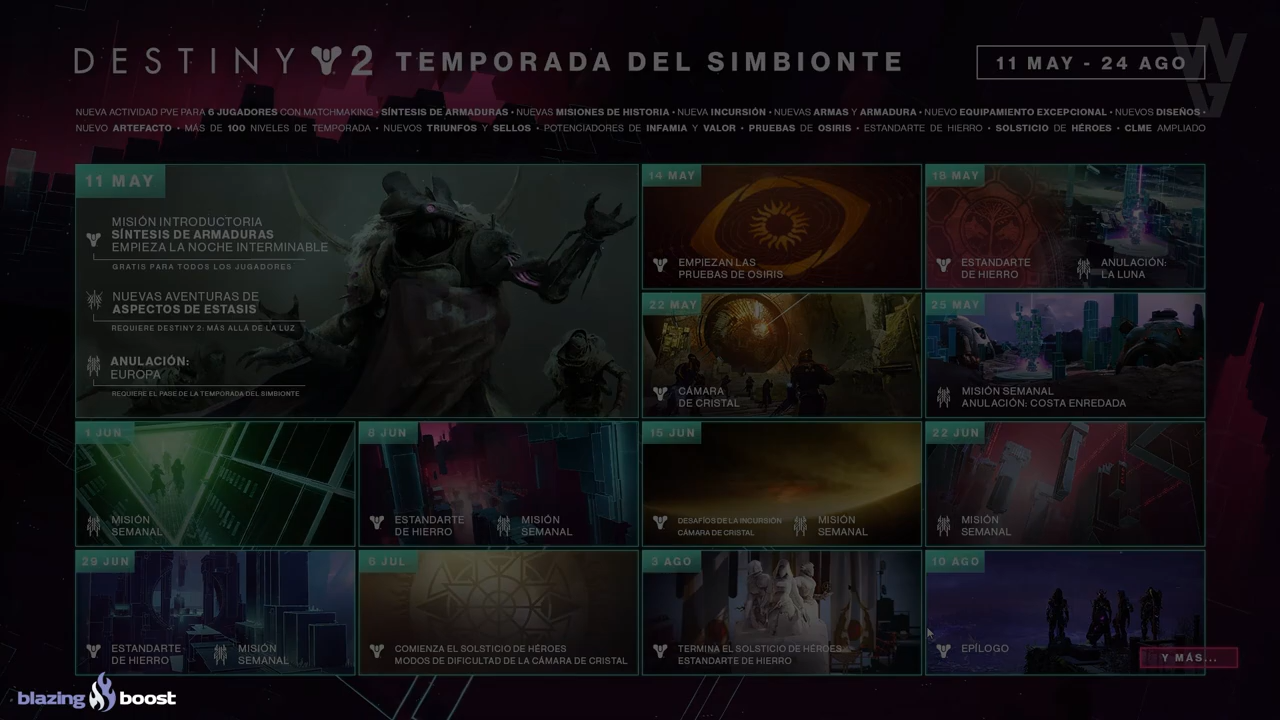 DESTINY 2 TEMPORADA DEL SIMBIONTE
11 MAY - 24 AGO
NUEVA ACTIVIDAD PVE PARA 6 JUGADORES CON MATCHMAKING • SÍNTESIS DE ARMADURAS • NUEVAS MISIONES DE HISTORIA • NUEVA INCURSIÓN • NUEVAS ARMAS Y ARMADURA • NUEVO EQUIPAMIENTO EXCEPCIONAL • NUEVOS DISEÑOS •
NUEVO ARTEFACTO • MÁS DE 100 NIVELES DE TEMPORADA • NUEVOS TRIUNFOS Y SELLOS • POTENCIADORES DE INFAMIA Y VALOR • PRUEBAS DE OSIRIS • ESTANDARTE DE HIERRO • SOLSTICIO DE HÉROES • CLME AMPLIADO
11 MAY
MISIÓN INTRODUCTORIA
SÍNTESIS DE ARMADURAS
EMPIEZA LA NOCHE INTERMINABLE
GRATIS PARA TODOS LOS JUGADORES
NUEVAS AVENTURAS DE
ASPECTOS DE ESTASIS
REQUIERE DESTINY 2: MÁS ALLÁ DE LA LUZ
ANULACIÓN:
EUROPA
REQUIERE EL PASE DE LA TEMPORADA DEL SIMBIONTE
14 MAY
EMPIEZAN LAS
PRUEBAS DE OSIRIS
18 MAY
ESTANDARTE
DE HIERRO
ANULACIÓN:
LA LUNA
22 MAY
CÁMARA
DE CRISTAL
25 MAY
MISIÓN SEMANAL
ANULACIÓN: COSTA ENREDADA
1 JUN
MISIÓN
SEMANAL
8 JUN
ESTANDARTE
DE HIERRO
MISIÓN
SEMANAL
15 JUN
DESAFÍOS DE LA INCURSIÓN
CÁMARA DE CRISTAL
MISIÓN
SEMANAL
22 JUN
MISIÓN
SEMANAL
29 JUN
ESTANDARTE
DE HIERRO
MISIÓN
SEMANAL
6 JUL
COMIENZA EL SOLSTICIO DE HÉROES
MODOS DE DIFICULTAD DE LA CÁMARA DE CRISTAL
3 AGO
TERMINA EL SOLSTICIO DE HÉROES
ESTANDARTE DE HIERRO
10 AGO
EPÍLOGO
Y MÁS...
blazing boost